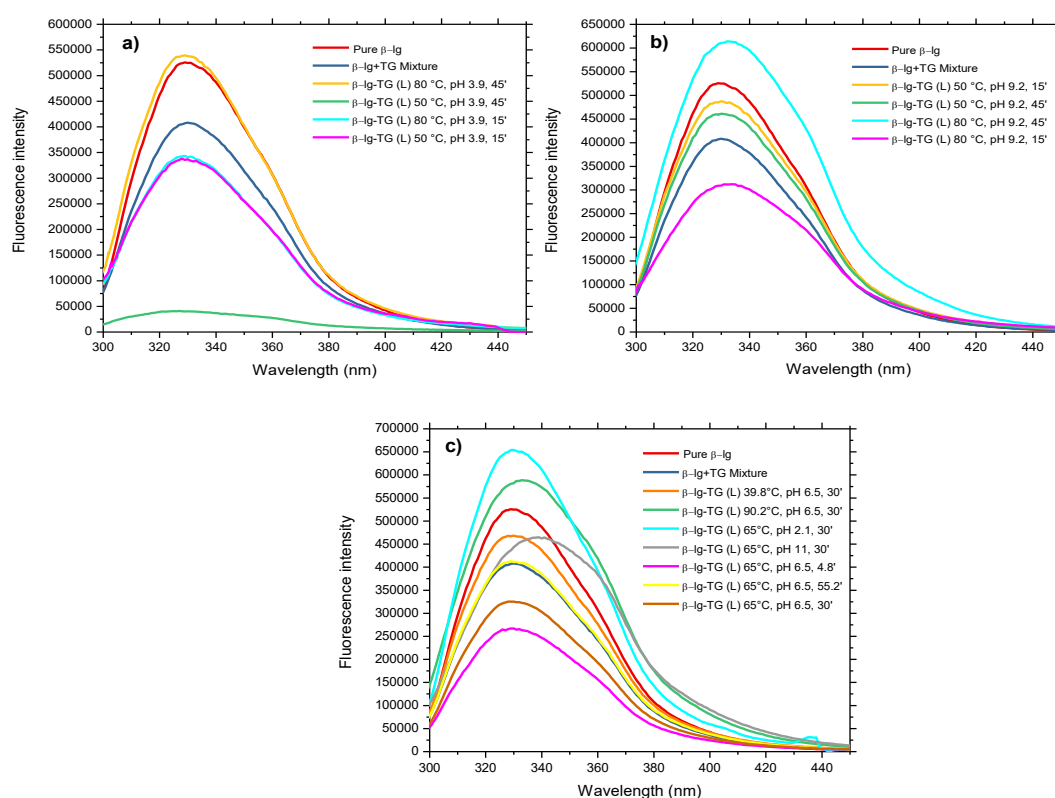 a)
Pure β–lg
β–lg+TG Mixture
β–lg-TG (L) 80 °C, pH 3.9, 45'
β–lg-TG (L) 50 °C, pH 3.9, 45'
β–lg-TG (L) 80 °C, pH 3.9, 15'
β–lg-TG (L) 50 °C, pH 3.9, 15'
Fluorescence intensity
600000
550000
500000
450000
400000
350000
300000
250000
200000
150000
100000
50000
0
300 320 340 360 380 400 420 440
Wavelength (nm)
b)
Pure β–lg
β–lg+TG Mixture
β–lg-TG (L) 50 °C, pH 9.2, 15'
β–lg-TG (L) 50 °C, pH 9.2, 45'
β–lg-TG (L) 80 °C, pH 9.2, 45'
β–lg-TG (L) 80 °C, pH 9.2, 15'
Fluorescence intensity
650000
600000
550000
500000
450000
400000
350000
300000
250000
200000
150000
100000
50000
0
300 320 340 360 380 400 420 440
Wavelength (nm)
c)
Pure β–lg
β–lg+TG Mixture
β–lg-TG (L) 39.8°C, pH 6.5, 30'
β–lg-TG (L) 90.2°C, pH 6.5, 30'
β–lg-TG (L) 65°C, pH 2.1, 30'
β–lg-TG (L) 65°C, pH 11, 30'
β–lg-TG (L) 65°C, pH 6.5, 4.8'
β–lg-TG (L) 65°C, pH 6.5, 55.2'
β–lg-TG (L) 65°C, pH 6.5, 30'
Fluorescence intensity
700000
650000
600000
550000
500000
450000
400000
350000
300000
250000
200000
150000
100000
50000
0
300 320 340 360 380 400 420 440
Wavelength (nm)